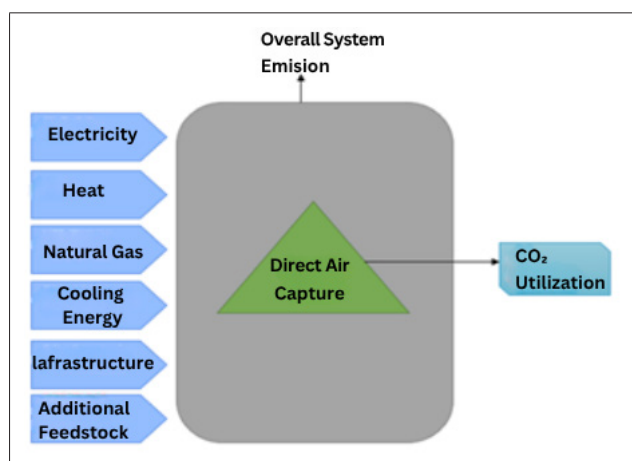 Overall System
Emision
Electricity
Heat
Natural Gas
Cooling
Energy
lafrastructure
Additional
Feedstock
Direct Air
Capture
CO₂
Utilization